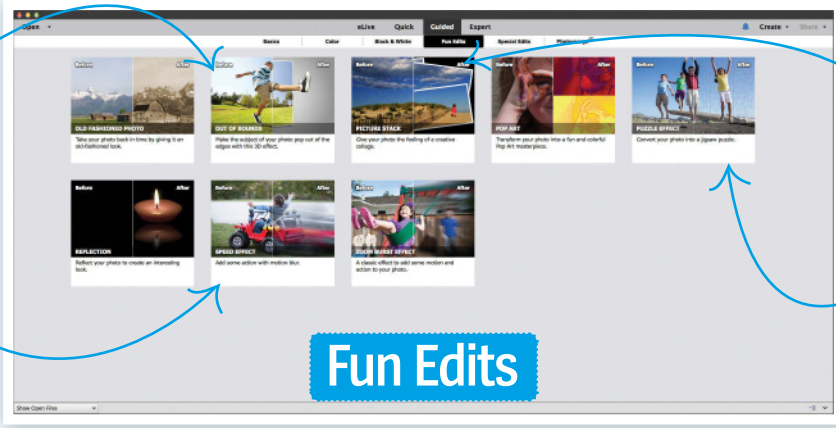 Open
eLive Quick Guided Expert
Create Share
Basics Color Black & White Fun Edits Special Edits Photomerge
Before After
OLD FASHIONED PHOTO
Take your photo back in time by giving it an
old-fashioned look.
Before After
OUT OF BOUNDS
Make the subject of your photo pop out of the
edges with this 3D effect.
Before After
PICTURE STACK
Give your photo the feeling of a creative
collage.
Before After
POP ART
Transform your photo into a fun and colorful
Pop Art masterpiece.
Before After
PUZZLE EFFECT
Convert your photo into a jigsaw puzzle.
Before After
REFLECTION
Reflect your photo to create an interesting
look.
Before After
SPEED EFFECT
Add some action with motion blur.
Before After
ZOOM BURST EFFECT
A classic effect to add some motion and
action to your photo.
Fun Edits
Show Open Files